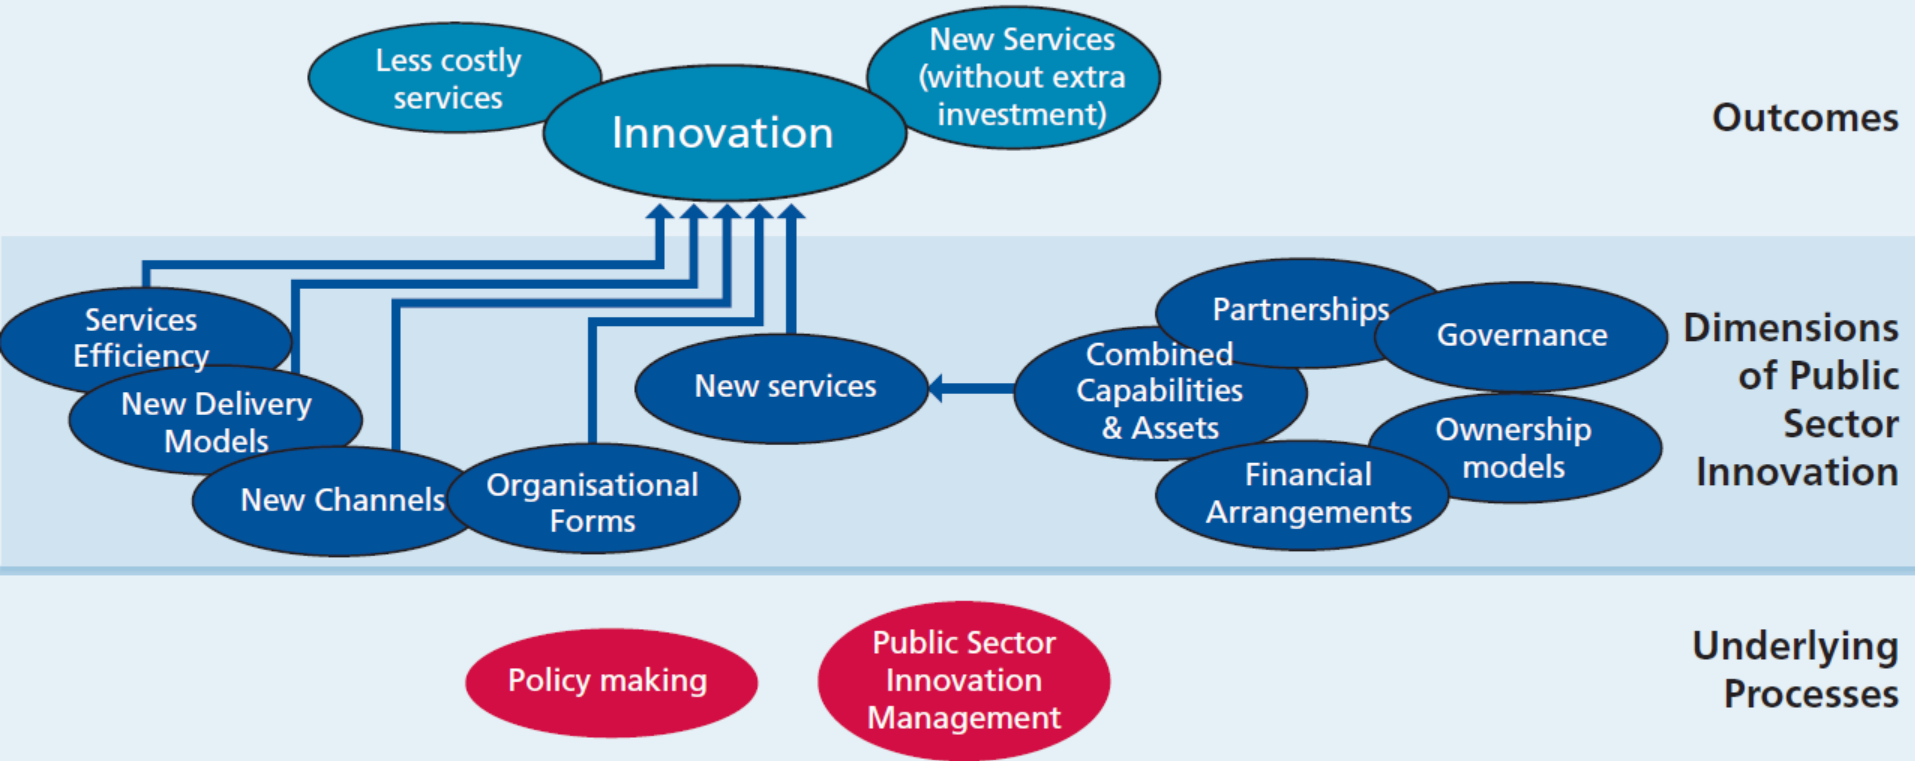 Less costly
services
Innovation
New Services
(without extra
investment)
Outcomes
Services
Efficiency
New Delivery
Models
New Channels
Organisational
Forms
New services
Combined
Capabilities
& Assets
Partnerships
Governance
Ownership
models
Financial
Arrangements
Dimensions
of Public
Sector
Innovation
Policy making
Public Sector
Innovation
Management
Underlying
Processes